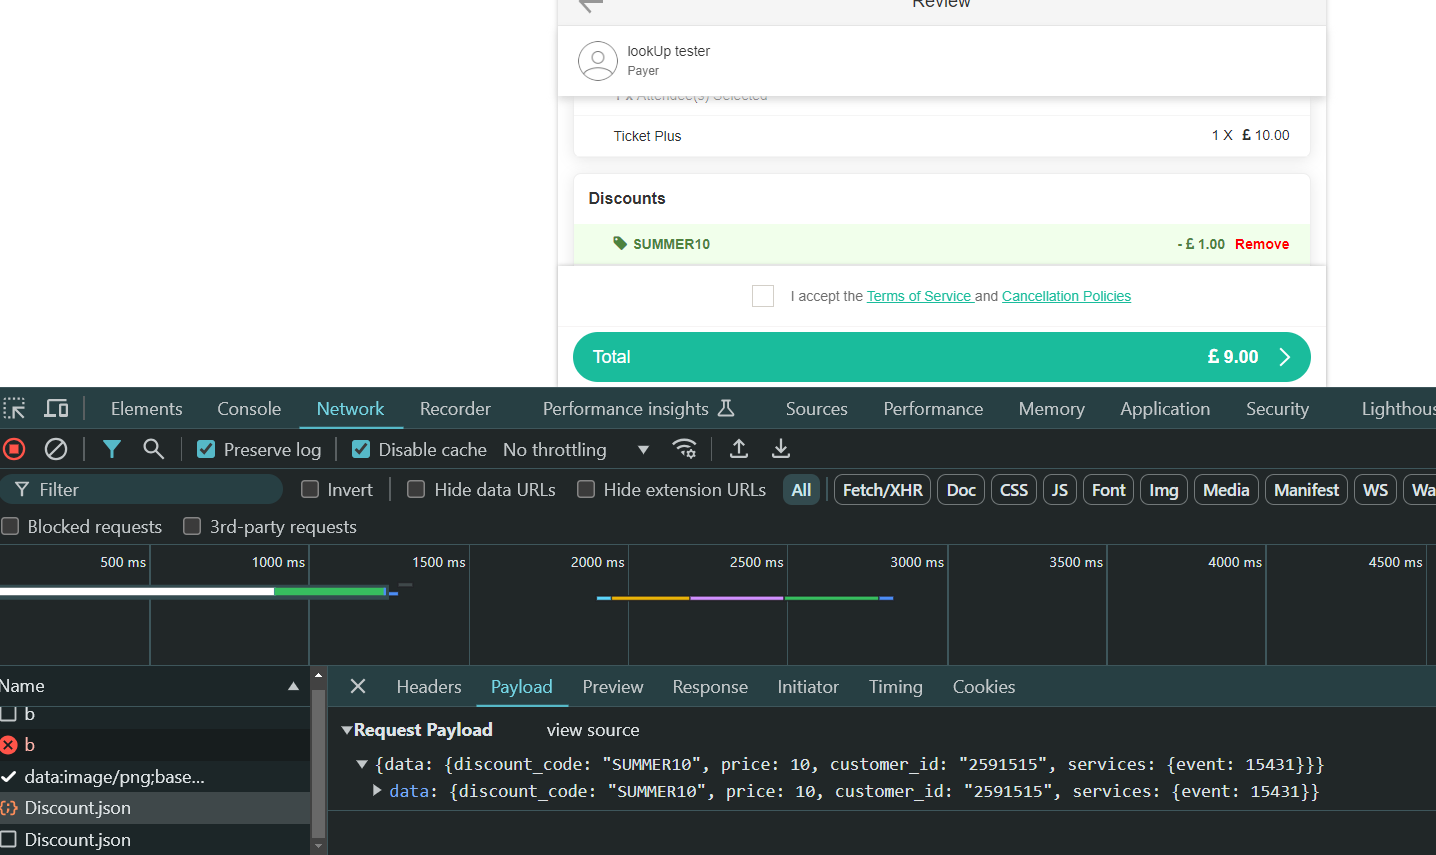 Review
lookUp tester
Payer
1 x Attendee(s) Selected
Ticket Plus 1 X £ 10.00
Discounts
SUMMER10 - £ 1.00 Remove
I accept the Terms of Service and Cancellation Policies
Total £ 9.00
Elements Console Network Recorder Performance insights Sources Performance Memory Application Security Lighthous
Preserve log Disable cache No throttling
Filter Invert Hide data URLs Hide extension URLs All Fetch/XHR Doc CSS JS Font Img Media Manifest WS Wa
Blocked requests 3rd-party requests
500 ms 1000 ms 1500 ms 2000 ms 2500 ms 3000 ms 3500 ms 4000 ms 4500 ms
Name Headers Payload Preview Response Initiator Timing Cookies
b
Request Payload view source
b
{data: {discount_code: "SUMMER10", price: 10, customer_id: "2591515", services: {event: 15431}}}
data:image/png;base...
data: {discount_code: "SUMMER10", price: 10, customer_id: "2591515", services: {event: 15431}}
Discount.json
Discount.json